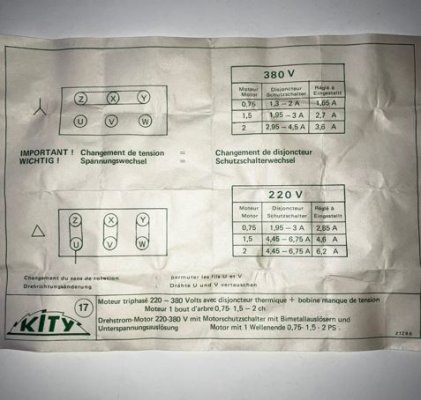 380 V
Moteur Disjoncteur Réglé à
Motor Schutzschalter Eingestellt
0,75 1,3 – 2 A 1,65 A
1,5 1,95 – 3 A 2,7 A
2 2,95 – 4,5 A 3,6 A
Z X Y
U V W
IMPORTANT ! Changement de tension = Changement de disjoncteur
WICHTIG ! Spannungswechsel = Schutzschalterwechsel
220 V
Moteur Disjoncteur Réglé à
Motor Schutzschalter Eingestellt
0,75 1,95 – 3 A 2,85 A
1,5 4,45 – 6,75 A 4,6 A
2 4,45 – 6,75 A 6,2 A
Z X Y
U V W
Changement du sens de rotation : permuter les fils U et V
Drehrichtungsänderung : Drähte U und V vertauschen
KITY
17
Moteur triphasé 220 – 380 Volts avec disjoncteur thermique + bobine manque de tension
Moteur 1 bout d'arbre 0,75- 1,5 – 2 ch.
Drehstrom-Motor 220-380 V mit Motorschutzschalter mit Bimetallauslösern und
Unterspannungsauslösung Motor mit 1 Wellenende 0,75- 1,5 - 2 PS.